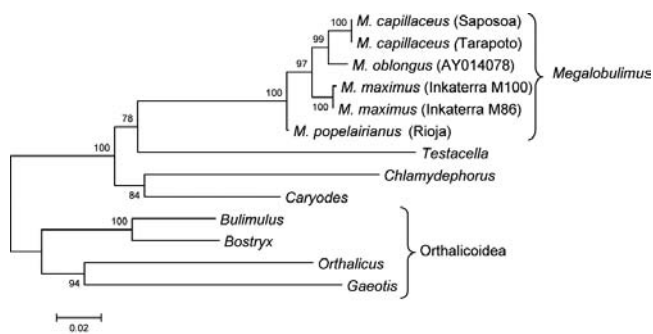 100
M. capillaceus (Saposoa)
99
M. capillaceus (Tarapoto)
97
M. oblongus (AY014078)
Megalobulimus
M. maximus (Inkaterra M100)
100
100
M. maximus (Inkaterra M86)
78
M. popelairianus (Rioja)
100
Testacella
Chlamydephorus
84
Caryodes
100
Bulimulus
Bostryx
Orthalicoidea
Orthalicus
94
Gaeotis
0.02